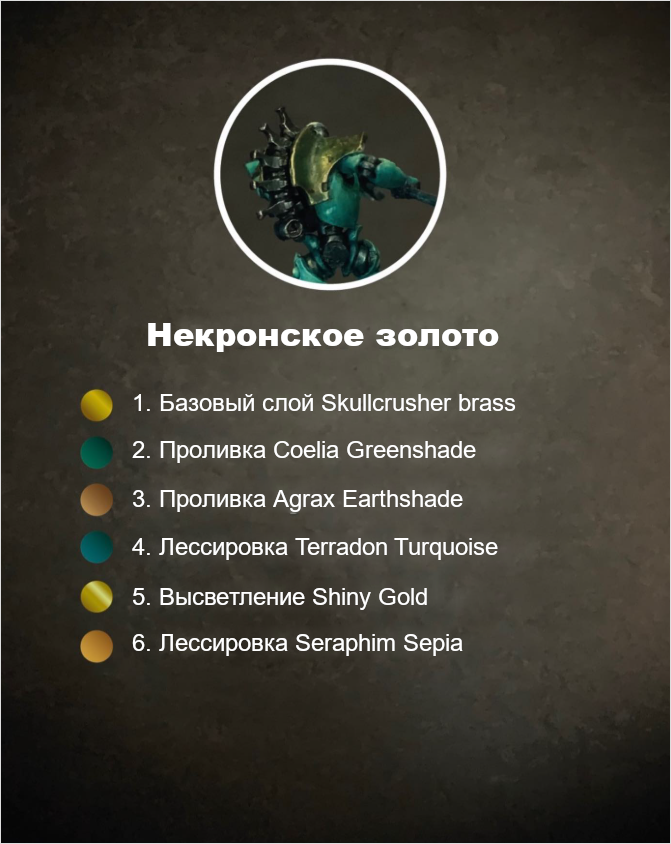 Некронское золото
1. Базовый слой Skullcrusher brass
2. Проливка Coelia Greenshade
3. Проливка Agrax Earthshade
4. Лессировка Terradon Turquoise
5. Высветление Shiny Gold
6. Лессировка Seraphim Sepia